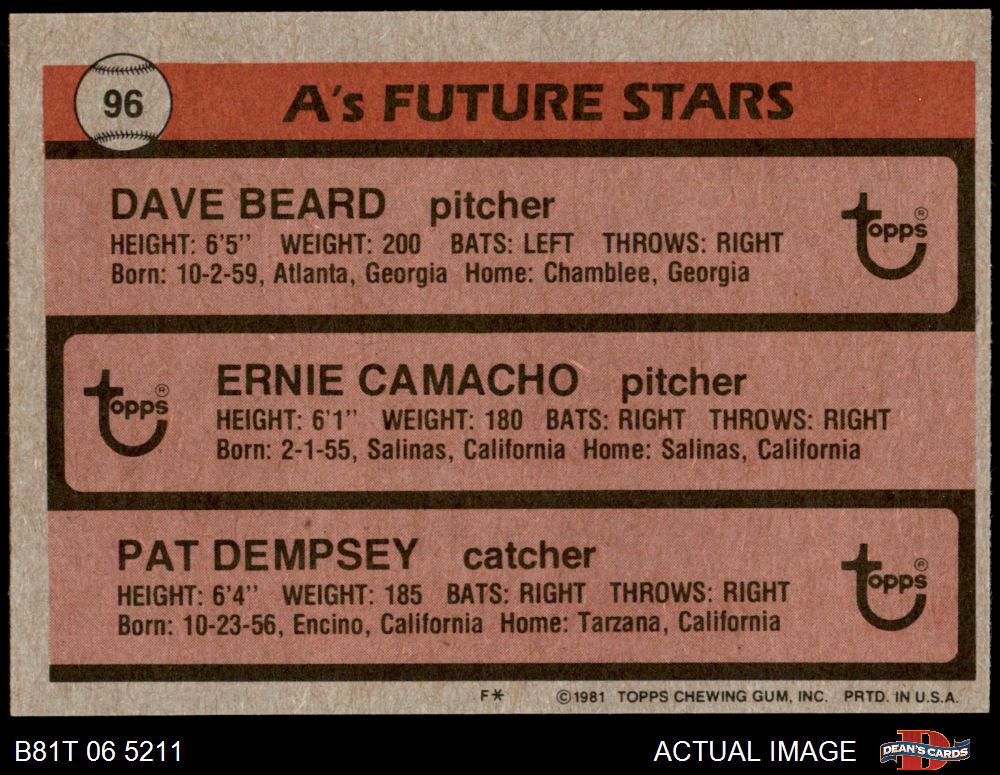 96
A's FUTURE STARS
DAVE BEARD pitcher
HEIGHT: 6'5" WEIGHT: 200 BATS: LEFT THROWS: RIGHT
Born: 10-2-59, Atlanta, Georgia Home: Chamblee, Georgia
topps®
ERNIE CAMACHO pitcher
HEIGHT: 6'1" WEIGHT: 180 BATS: RIGHT THROWS: RIGHT
Born: 2-1-55, Salinas, California Home: Salinas, California
topps®
PAT DEMPSEY catcher
HEIGHT: 6'4" WEIGHT: 185 BATS: RIGHT THROWS: RIGHT
Born: 10-23-56, Encino, California Home: Tarzana, California
topps®
F* ©1981 TOPPS CHEWING GUM, INC. PRTD. IN U.S.A.
B81T 06 5211 ACTUAL IMAGE DEAN'S CARDS